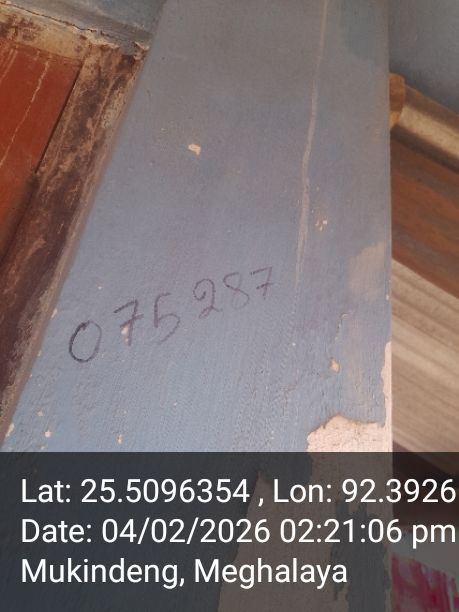 075287
Lat: 25.5096354 , Lon: 92.3926
Date: 04/02/2026 02:21:06 pm
Mukindeng, Meghalaya